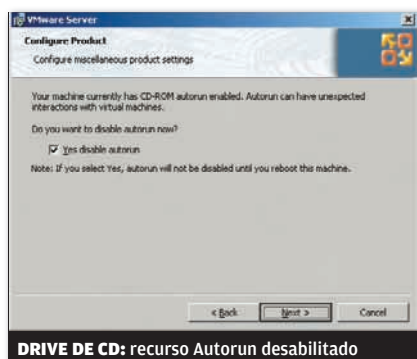 VMware Server
Configure Product
Configure miscellaneous product settings
Your machine currently has CD-ROM autorun enabled. Autorun can have unexpected
interactions with virtual machines.
Do you want to disable autorun now?
Yes disable autorun
Note: If you select Yes, autorun will not be disabled until you reboot this machine.
< Back
Next >
Cancel
DRIVE DE CD: recurso Autorun desabilitado